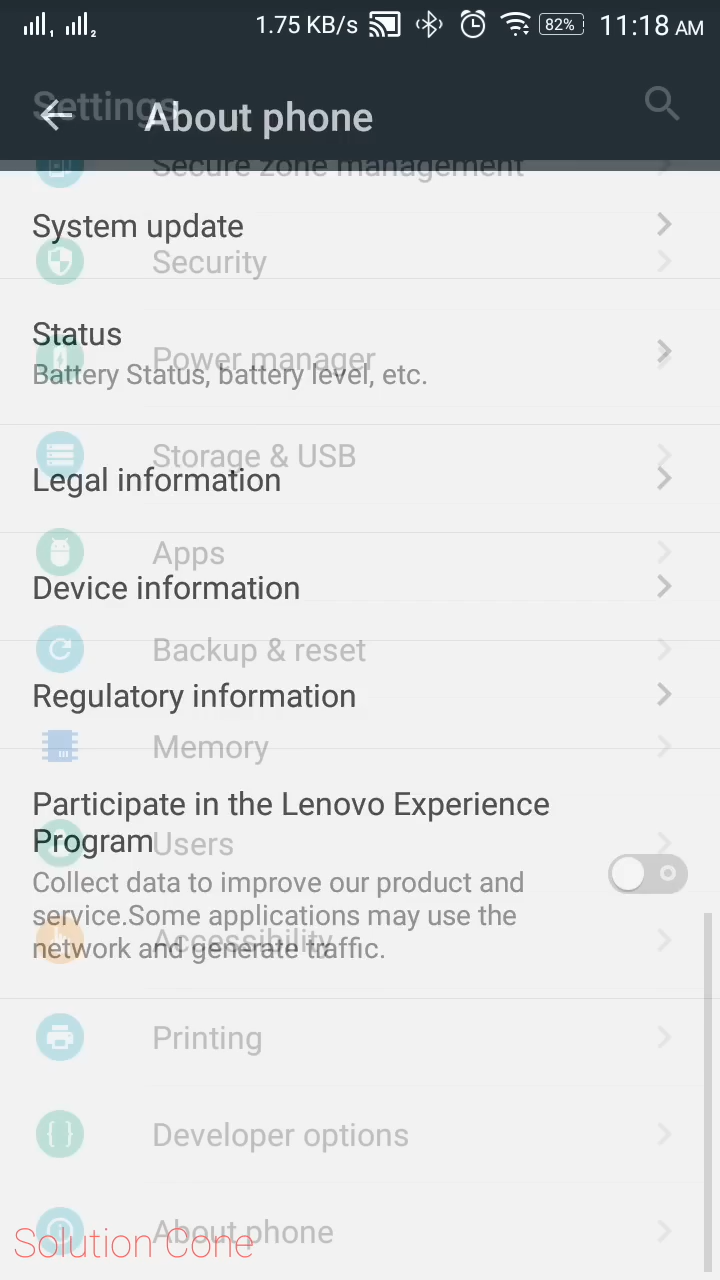 1 2 1.75 KB/s 82% 11:18 AM
Settings
About phone
Secure zone management
System update
Security
Status
Power manager
Battery Status, battery level, etc.
Storage & USB
Legal information
Apps
Device information
Backup & reset
Regulatory information
Memory
Participate in the Lenovo Experience
Program
Users
Collect data to improve our product and
service.Some applications may use the
Accessibility
network and generate traffic.
Printing
Developer options
About phone
Solution Cone